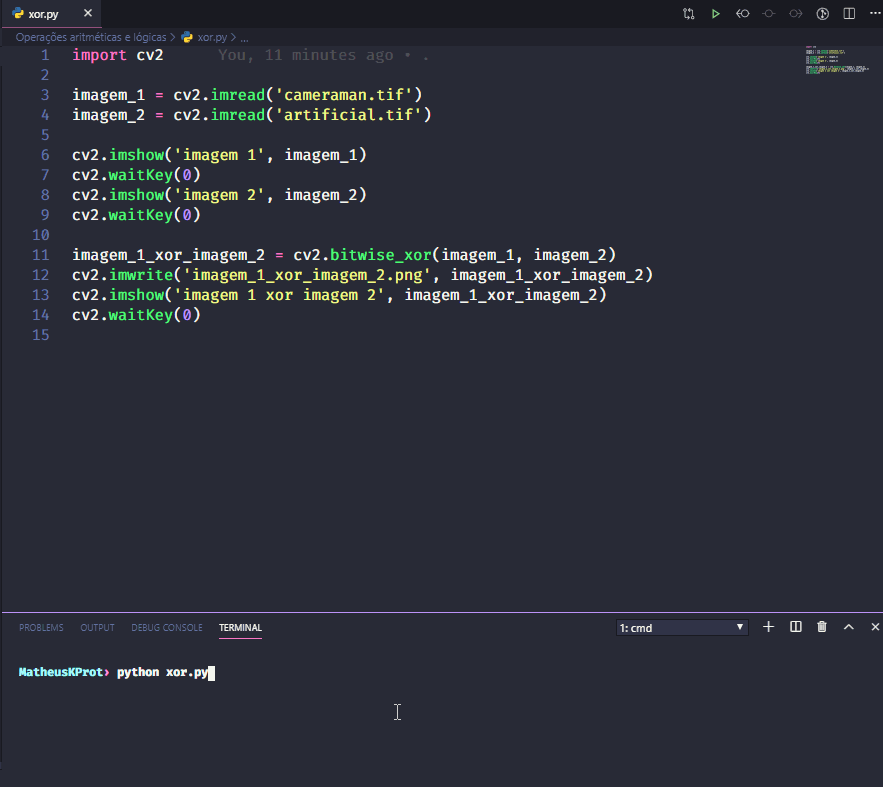 xor.py
Operações aritméticas e lógicas > xor.py > ...
1 import cv2 You, 11 minutes ago • .
2
3 imagem_1 = cv2.imread('cameraman.tif')
4 imagem_2 = cv2.imread('artificial.tif')
5
6 cv2.imshow('imagem 1', imagem_1)
7 cv2.waitKey(0)
8 cv2.imshow('imagem 2', imagem_2)
9 cv2.waitKey(0)
10
11 imagem_1_xor_imagem_2 = cv2.bitwise_xor(imagem_1, imagem_2)
12 cv2.imwrite('imagem_1_xor_imagem_2.png', imagem_1_xor_imagem_2)
13 cv2.imshow('imagem 1 xor imagem 2', imagem_1_xor_imagem_2)
14 cv2.waitKey(0)
15
PROBLEMS OUTPUT DEBUG CONSOLE TERMINAL 1: cmd
MatheusKProt> python xor.py